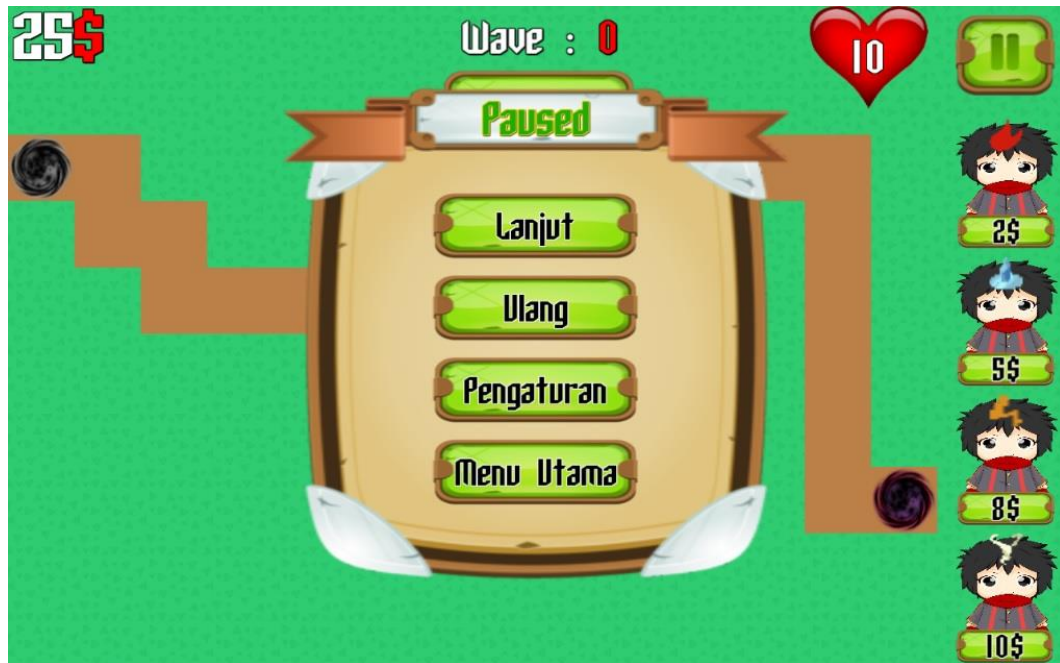 25$
Wave : 0
10
Paused
Lanjut
Ulang
Pengaturan
Menu Utama
2$
5$
8$
10$